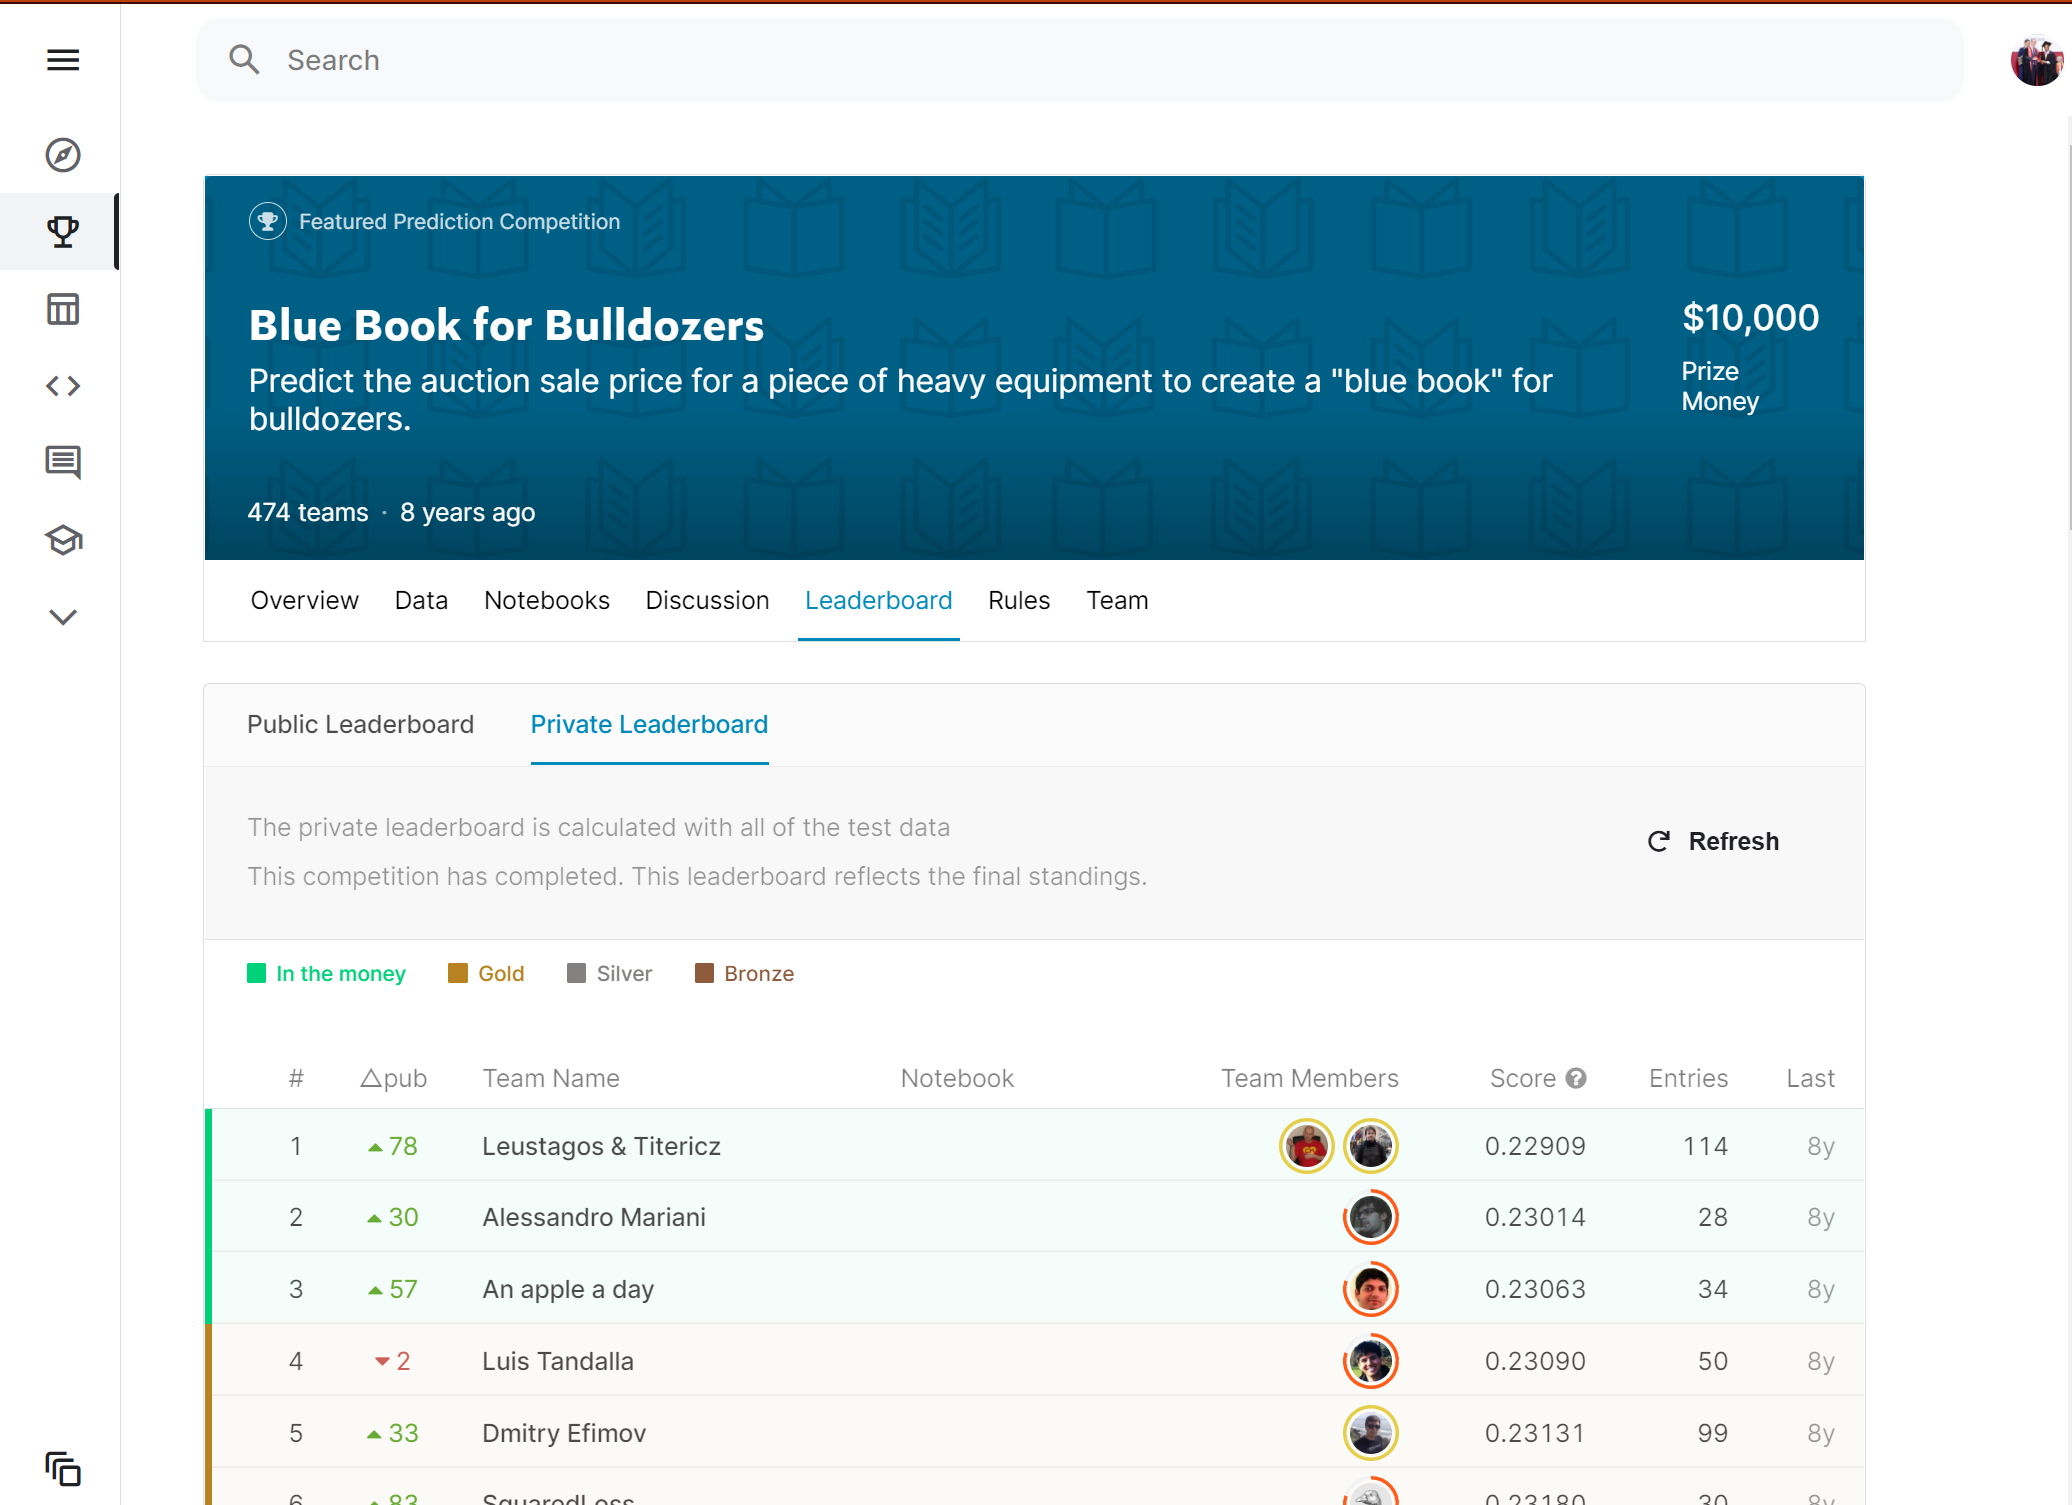 Search
Featured Prediction Competition
Blue Book for Bulldozers
Predict the auction sale price for a piece of heavy equipment to create a "blue book" for
bulldozers.
$10,000
Prize
Money
474 teams · 8 years ago
Overview Data Notebooks Discussion Leaderboard Rules Team
Public Leaderboard Private Leaderboard
The private leaderboard is calculated with all of the test data
This competition has completed. This leaderboard reflects the final standings.
Refresh
In the money Gold Silver Bronze
# △pub Team Name Notebook Team Members Score Entries Last
1 78 Leustagos & Titericz 0.22909 114 8y
2 30 Alessandro Mariani 0.23014 28 8y
3 57 An apple a day 0.23063 34 8y
4 2 Luis Tandalla 0.23090 50 8y
5 33 Dmitry Efimov 0.23131 99 8y
6 83 SquaredLoss 0.23180 30 8y